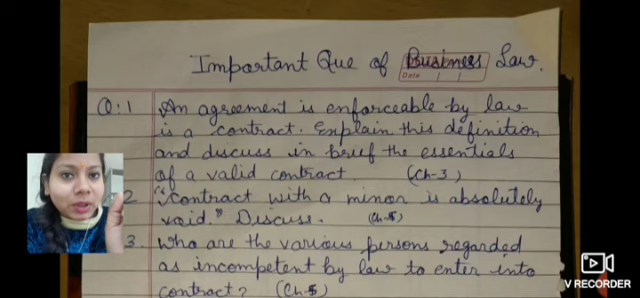 Important Que of Business Law.
Date
Q:1 An agreement is enforceable by law
is a contract. Explain this definition
and discuss in brief the essentials
of a valid contract. (Ch-3)
2 "Contract with a minor is absolutely
void." Discuss. (Ch-5)
3. Who are the various persons regarded
as incompetent by law to enter into
contract? (Ch-5)
V RECORDER